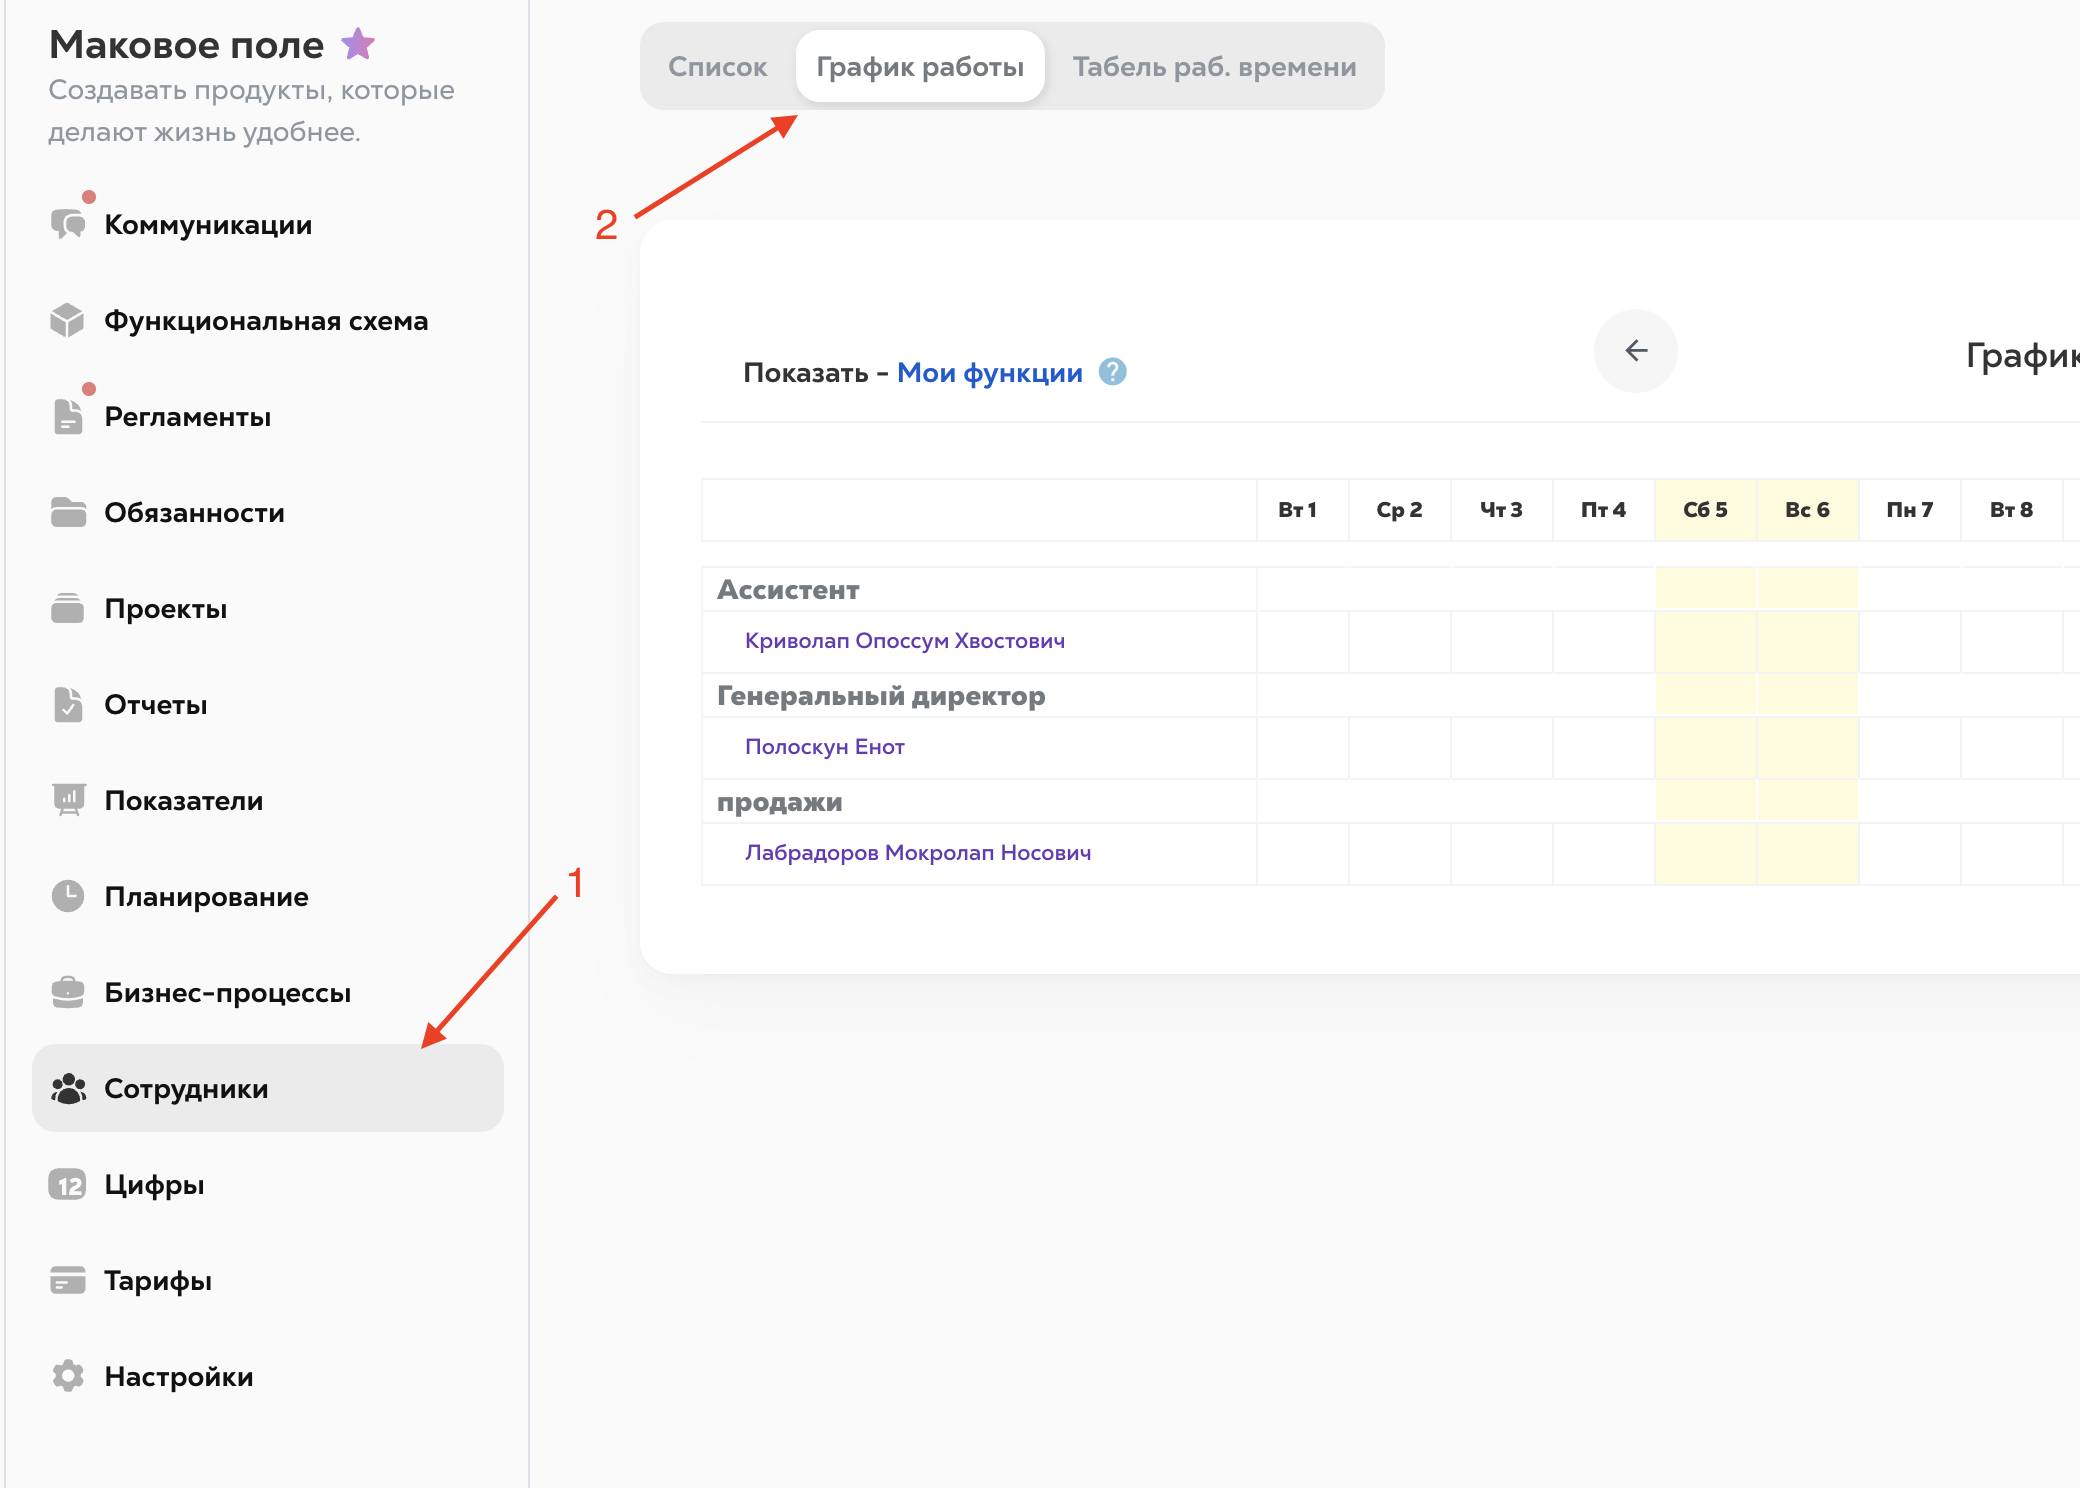 Маковое поле
Создавать продукты, которые
делают жизнь удобнее.
Коммуникации
Функциональная схема
Регламенты
Обязанности
Проекты
Отчеты
Показатели
Планирование
Бизнес-процессы
Сотрудники
12 Цифры
Тарифы
Настройки
1
2
Список График работы Табель раб. времени
Показать - Мои функции ?
График
Вт 1 Ср 2 Чт 3 Пт 4 Сб 5 Вс 6 Пн 7 Вт 8
Ассистент
Криволап Опоссум Хвостович
Генеральный директор
Полоскун Енот
продажи
Лабрадоров Мокролап Носович